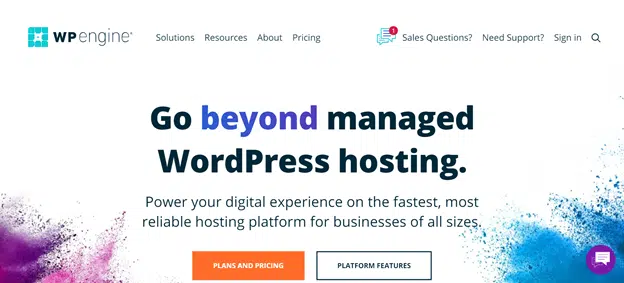 WP engine®
Solutions Resources About Pricing
1
Sales Questions? Need Support? Sign in
Go beyond managed
WordPress hosting.
Power your digital experience on the fastest, most
reliable hosting platform for businesses of all sizes.
PLANS AND PRICING
PLATFORM FEATURES